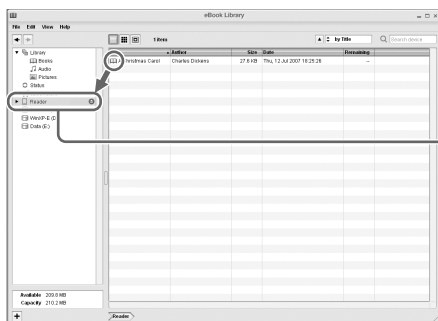 eBook Library
File Edit View Help
1 item
by Title
Search device
Library
Books
Audio
Pictures
Status
Reader
WinXP-E (D
Data (E:)
Author Size Date Remaining
A Christmas Carol Charles Dickens 27.6 KB Thu, 12 Jul 2007 18:25:28 --
Available 209.8 MB
Capacity 210.2 MB
Reader